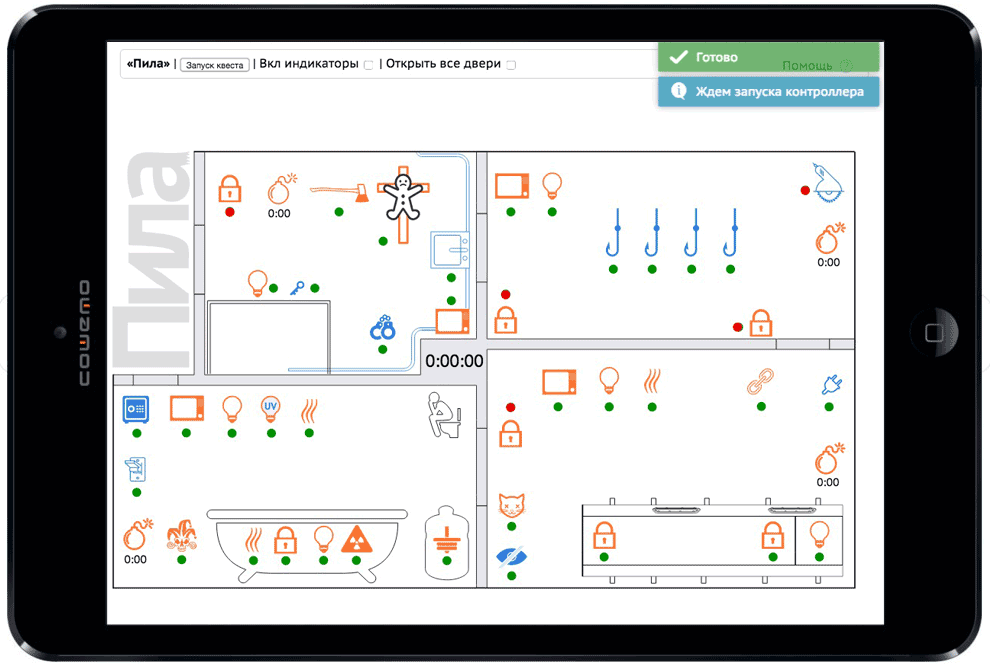 «Пила» | Запуск квеста | Вкл индикаторы | Открыть все двери
Помощь ?
Готово
Ждем запуска контроллера
Пила
0:00
0:00
cowemo
0:00:00
UV
0:00
0:00